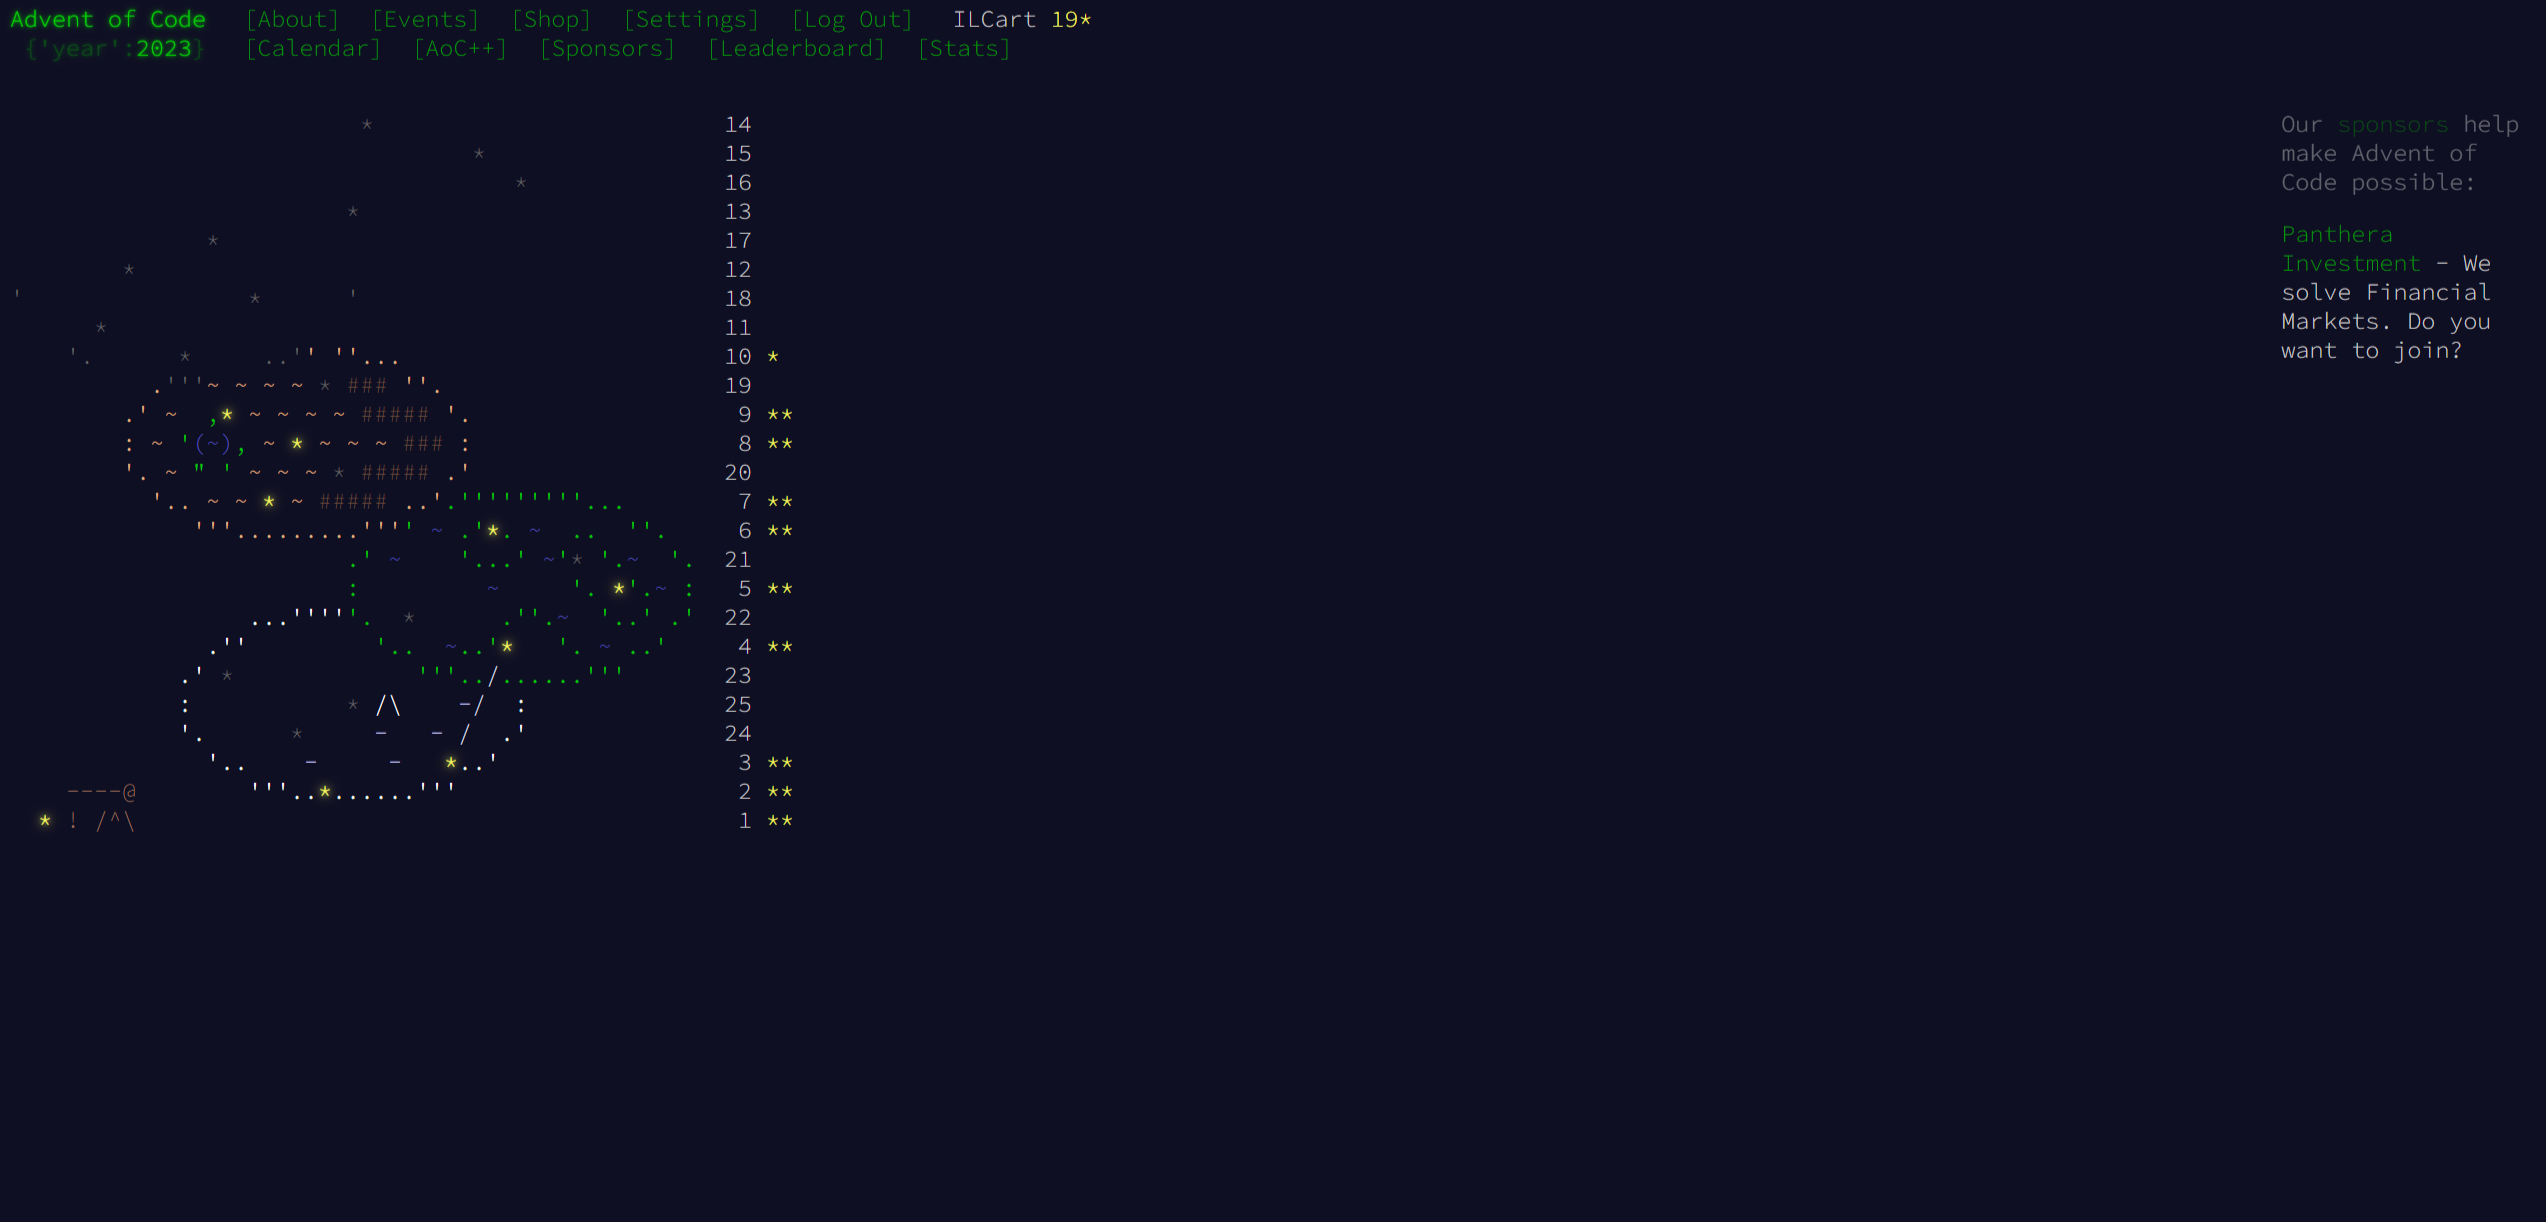 Advent of Code   [About]  [Events]  [Shop]  [Settings]  [Log Out]   ILCart 19*
{'year':2023}   [Calendar]  [AoC++]  [Sponsors]  [Leaderboard]  [Stats]
* 14
* 15
* 16
* 13
* 17
* 12
' * ' 18
* 11
'. * ..'' ''... 10 *
.'''~ ~ ~ ~ * ### ''. 19
.' ~ ,* ~ ~ ~ ~ ##### '. 9 **
: ~ '(~), ~ * ~ ~ ~ ### : 8 **
'. ~ " ' ~ ~ ~ * ##### .' 20
'.. ~ ~ * ~ ##### ..'.'''''''''... 7 **
'''.........'''' ~ .'*. ~ .. ''. 6 **
.' ~ '...' ~'* '.~ '. 21
: ~ '. *'.~ : 5 **
...'''''. * .''.~ '..' .' 22
.'' '.. ~..'* '. ~ ..' 4 **
.' * '''../......''' 23
: * /\ -/ : 25
'. * - - / .' 24
'.. - - *..' 3 **
----@ '''..*......''' 2 **
* ! /^\ 1 **
Our sponsors help
make Advent of
Code possible:
Panthera
Investment - We
solve Financial
Markets. Do you
want to join?